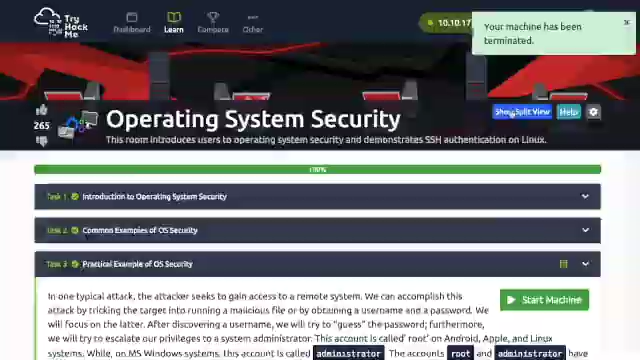 Try
Hack
Me
Dashboard
Learn
Compete
Other
10.10.17
Your machine has been
terminated.
265
Operating System Security
Show Split View
Help
This room introduces users to operating system security and demonstrates SSH authentication on Linux.
100%
Task 1 Introduction to Operating System Security
Task 2 Common Examples of OS Security
Task 3 Practical Example of OS Security
In one typical attack, the attacker seeks to gain access to a remote system. We can accomplish this
attack by tricking the target into running a malicious file or by obtaining a username and a password. We
will focus on the latter. After discovering a username, we will try to "guess" the password; furthermore,
we will try to escalate our privileges to a system administrator. This account is called 'root' on Android, Apple, and Linux
systems. While, on MS Windows systems, this account is called administrator. The accounts root and administrator have
Start Machine